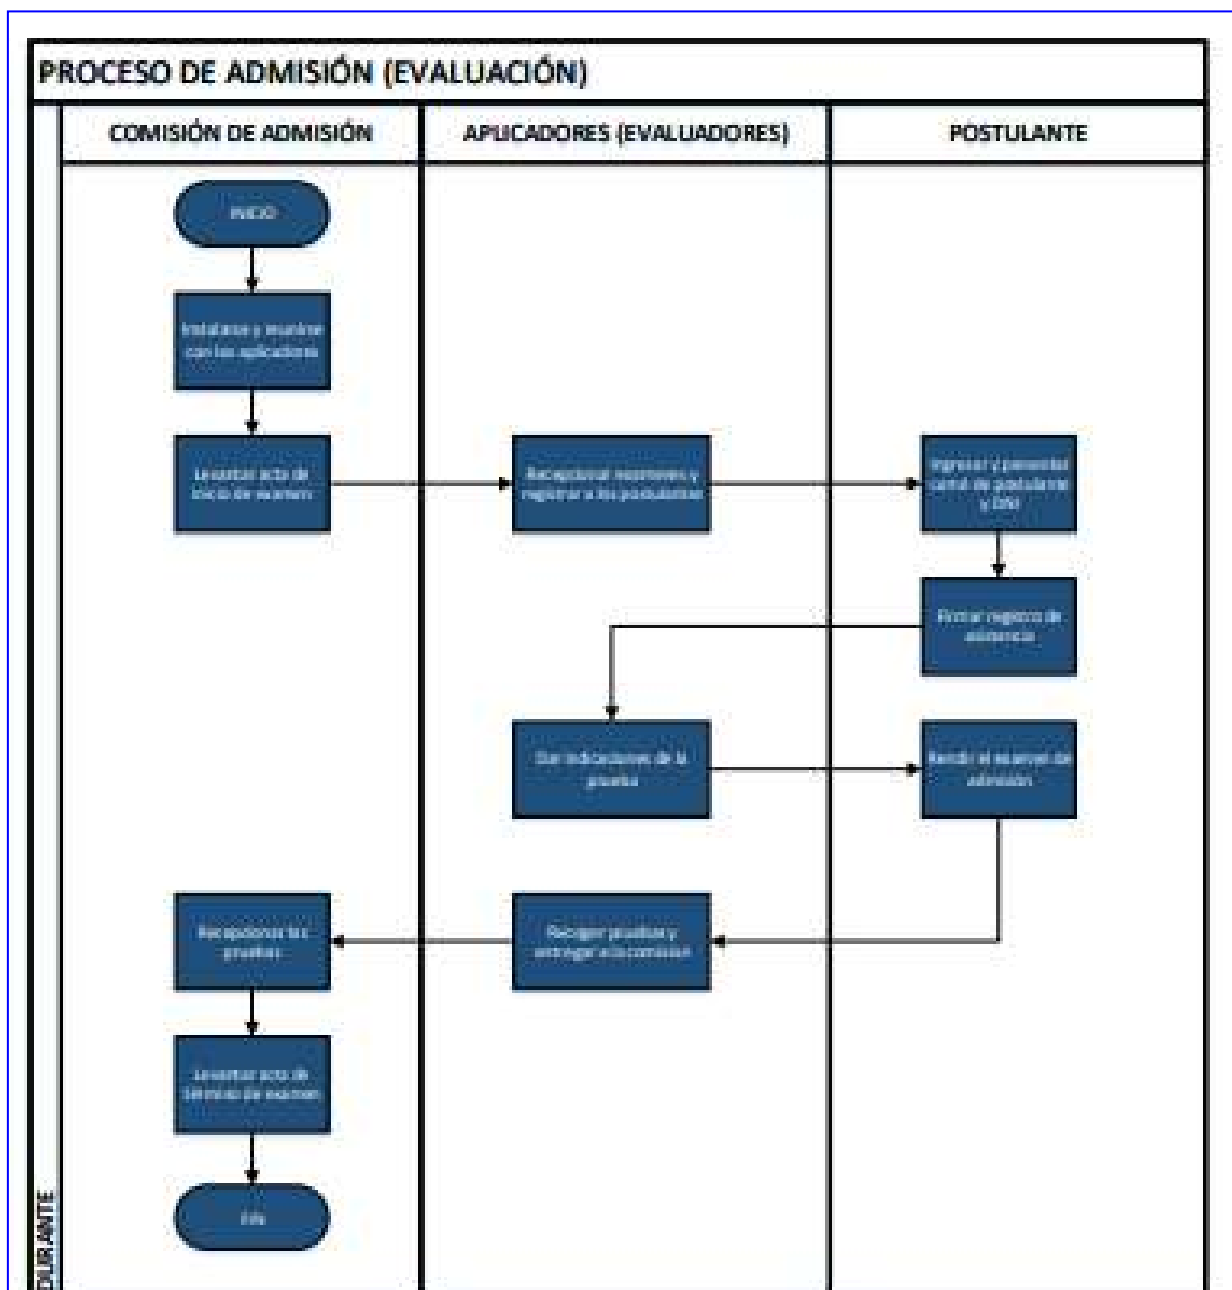 PROCESO DE ADMISIÓN (EVALUACIÓN)
COMISIÓN DE ADMISIÓN
APLICADORES (EVALUADORES)
POSTULANTE
INICIO
Instalarse y reunirse
con los aplicadores
Levantar acta de
inicio de examen
Recepcionar examenes y
registrar a los postulantes
Ingresar y presentar
carné de postulante
y DNI
Firmar registro de
asistencia
Dar indicaciones de la
prueba
Rendir el examen de
admisión
Recoger pruebas y
entregar a la comision
Recepcionar las
pruebas
Levantar acta de
término de examen
FIN
DURANTE